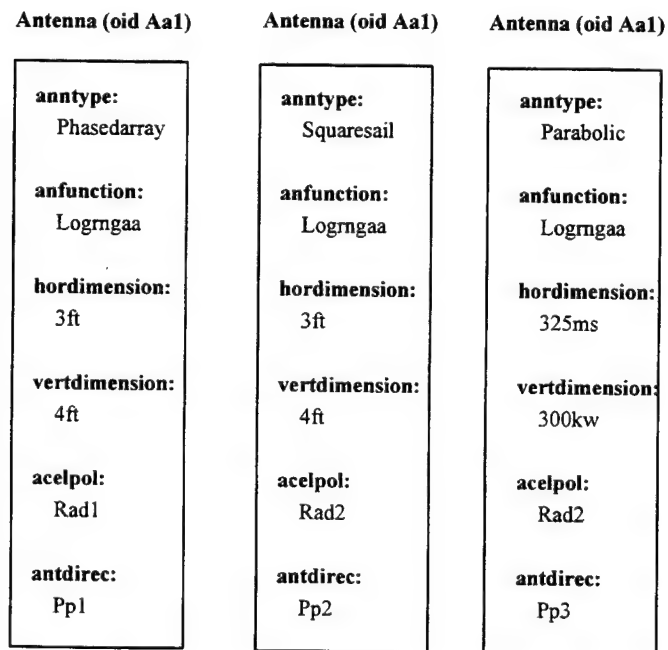 Antenna (oid Aa1)
anntype:
Phasedarray
anfunction:
Logrngaa
hordimension:
3ft
vertdimension:
4ft
acelpol:
Rad1
antdirec:
Pp1
Antenna (oid Aa1)
anntype:
Squaresail
anfunction:
Logrngaa
hordimension:
3ft
vertdimension:
4ft
acelpol:
Rad2
antdirec:
Pp2
Antenna (oid Aa1)
anntype:
Parabolic
anfunction:
Logrngaa
hordimension:
325ms
vertdimension:
300kw
acelpol:
Rad2
antdirec:
Pp3